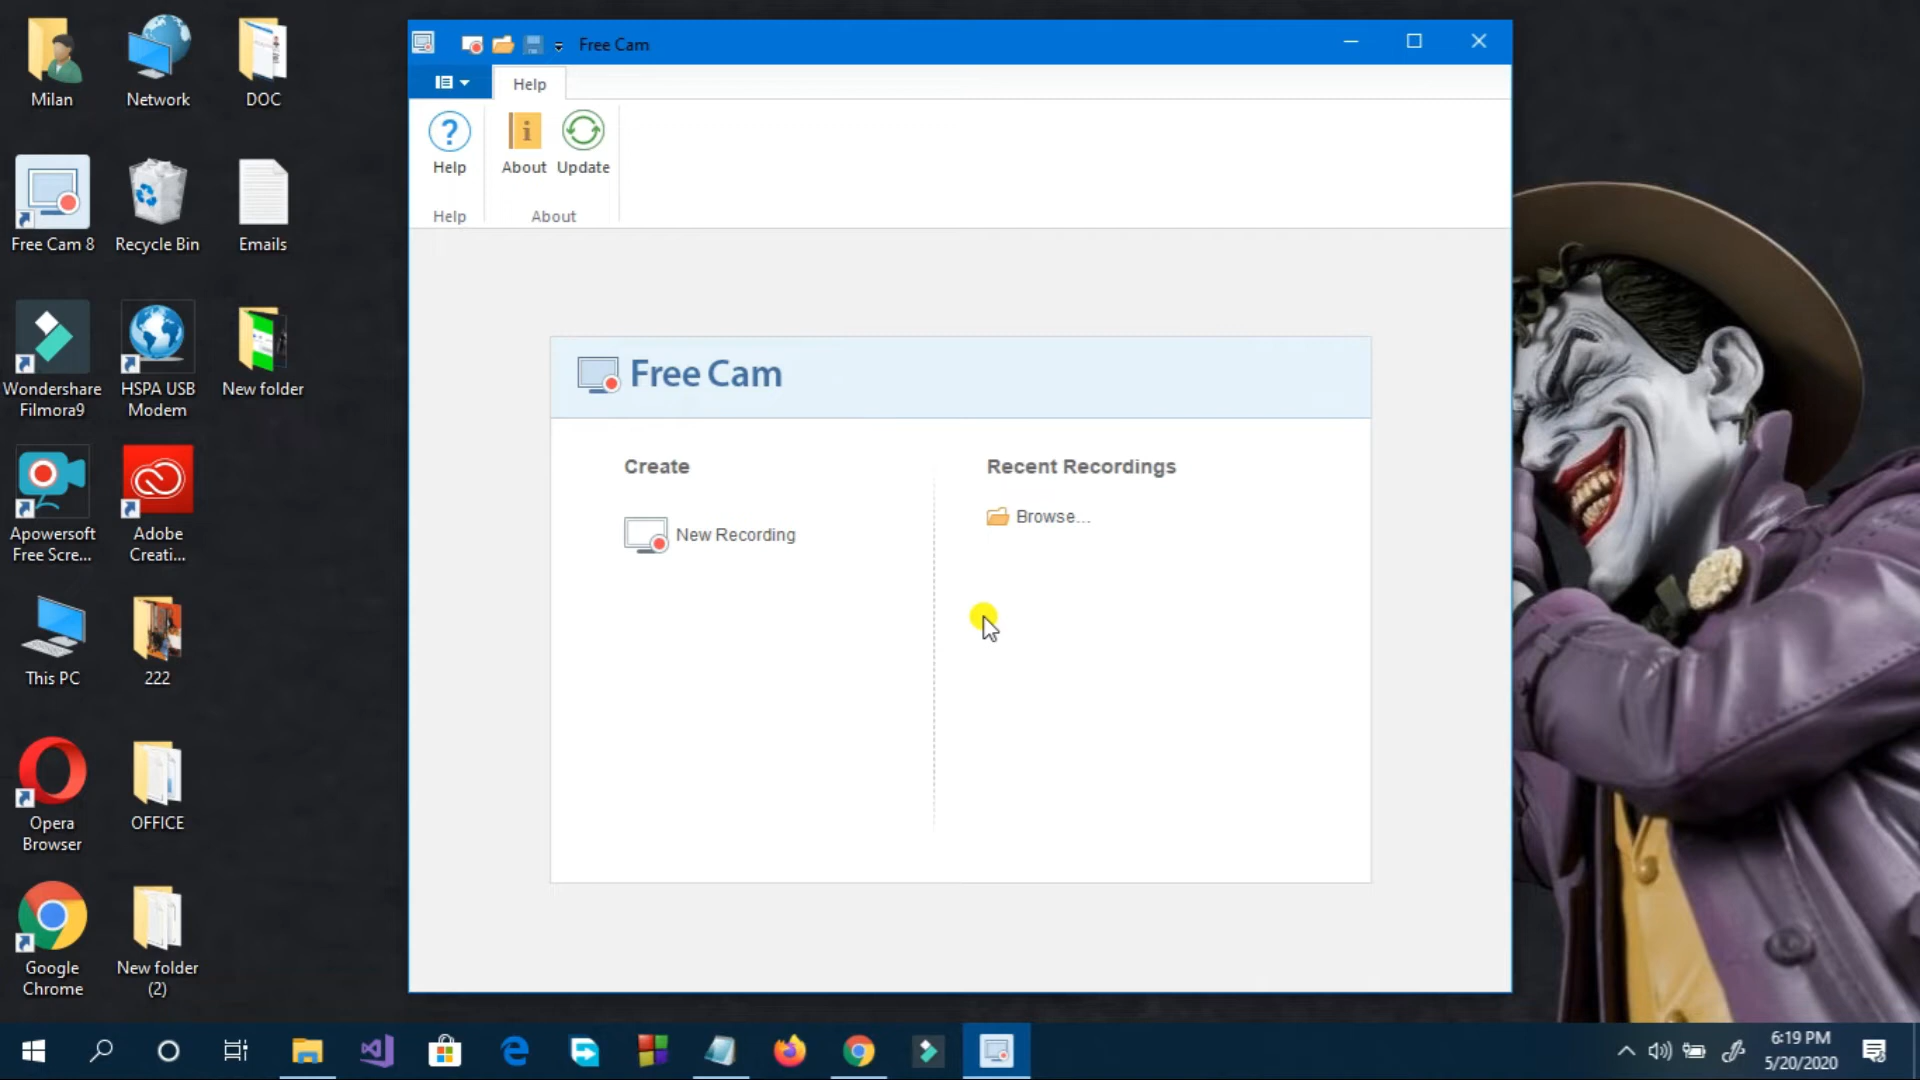 Milan
Network
DOC
Free Cam 8
Recycle Bin
Emails
Wondershare
Filmora9
HSPA USB
Modem
New folder
Apowersoft
Free Scre...
Adobe
Creati...
This PC
222
Opera
Browser
OFFICE
Google
Chrome
New folder
(2)
Free Cam
Help
Help
About
Update
Help
About
Free Cam
Create
Recent Recordings
New Recording
Browse...
6:19 PM
5/20/2020